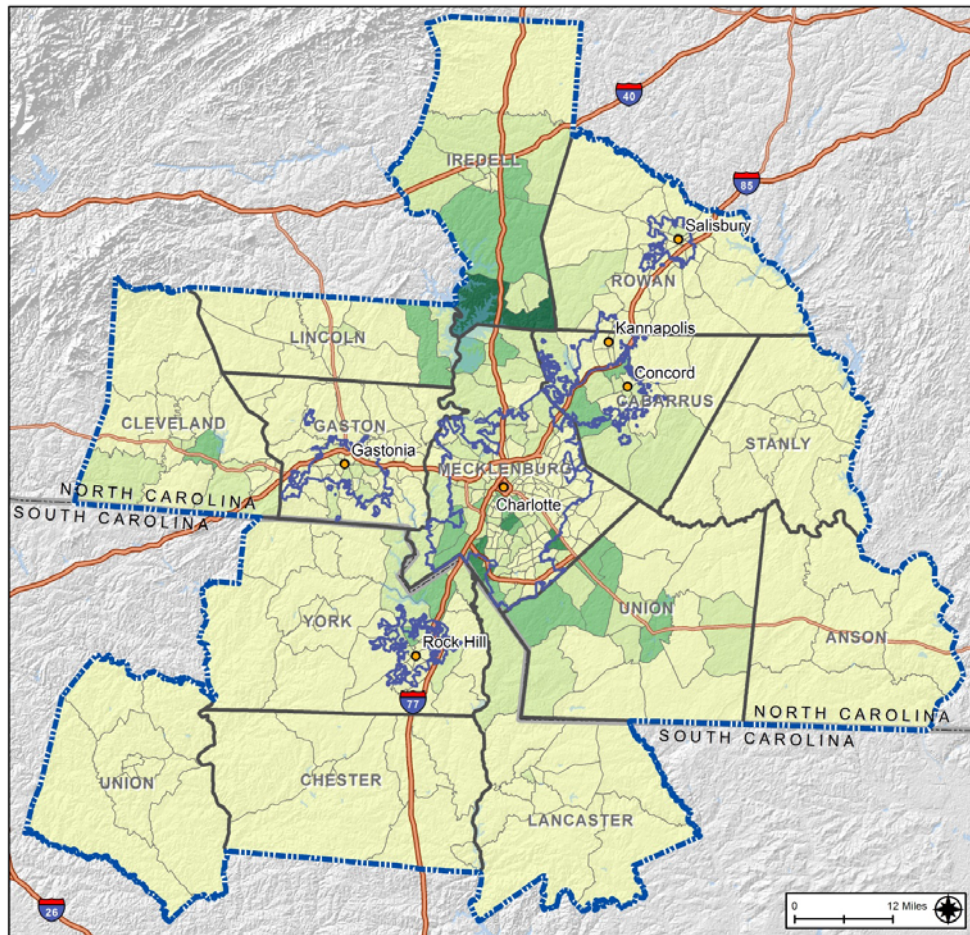 40
IREDELL
85
Salisbury
ROWAN
Kannapolis
LINCOLN
Concord
CABARRUS
CLEVELAND
GASTON
STANLY
Gastonia
MECKLENBURG
NORTH CAROLINA
Charlotte
SOUTH CAROLINA
YORK
UNION
ANSON
Rock Hill
77
NORTH CAROLINA
SOUTH CAROLINA
UNION
CHESTER
LANCASTER
26
0 12 Miles